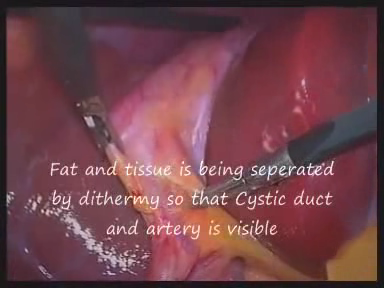 Fat and tissue is being seperated
by dithermy so that Cystic duct
and artery is visible